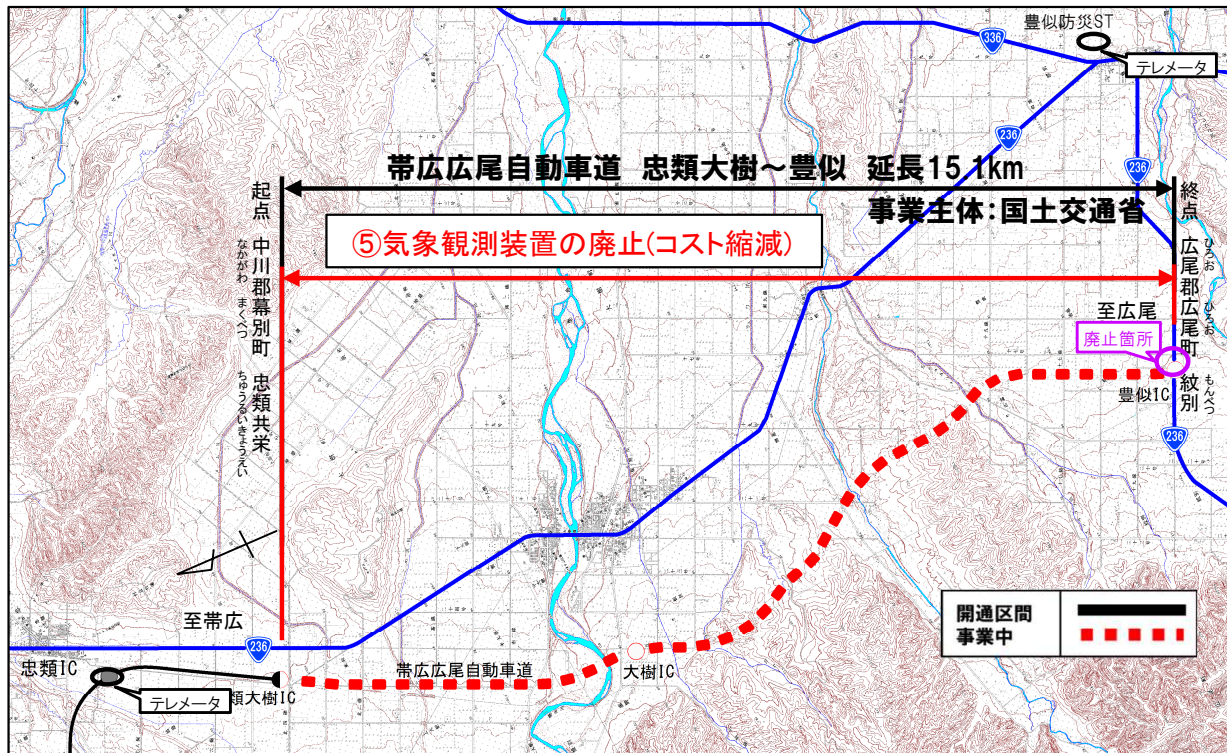 豊似防災ST
336
テレメータ
236
236
帯広広尾自動車道 忠類大樹～豊似 延長15.1km
事業主体:国土交通省
⑤気象観測装置の廃止(コスト縮減)
起点 中川郡幕別町 忠類共栄
なかがわ まくべつ ちゅうるいきょうえい
終点 広尾郡広尾町 紋別
ひろお ひろお もんべつ
至広尾
廃止箇所
豊似IC
236
至帯広
236
忠類IC
テレメータ
類大樹IC
帯広広尾自動車道
大樹IC
開通区間
事業中